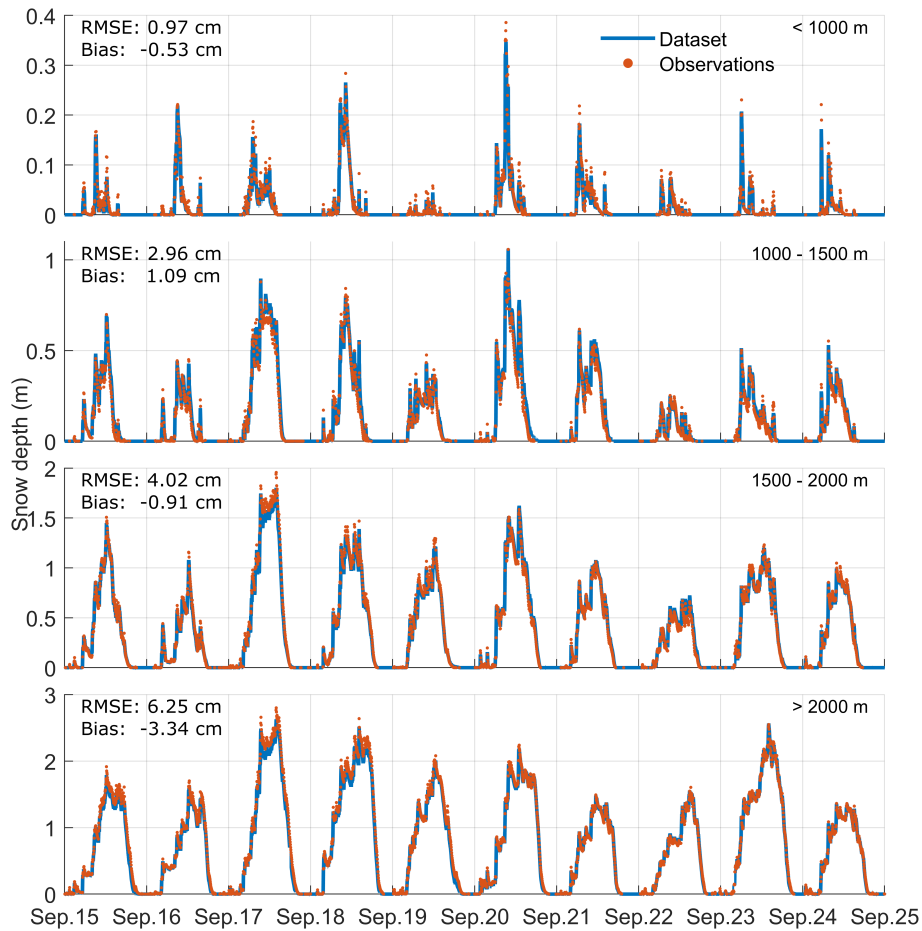 0.4
RMSE: 0.97 cm
Bias: -0.53 cm
< 1000 m
Dataset
Observations
0.3
0.2
0.1
0
RMSE: 2.96 cm
Bias: 1.09 cm
1000 - 1500 m
1
0.5
0
Snow depth (m)
2
RMSE: 4.02 cm
Bias: -0.91 cm
1500 - 2000 m
1.5
1
0.5
0
3
RMSE: 6.25 cm
Bias: -3.34 cm
> 2000 m
2
1
0
Sep.15 Sep.16 Sep.17 Sep.18 Sep.19 Sep.20 Sep.21 Sep.22 Sep.23 Sep.24 Sep.25